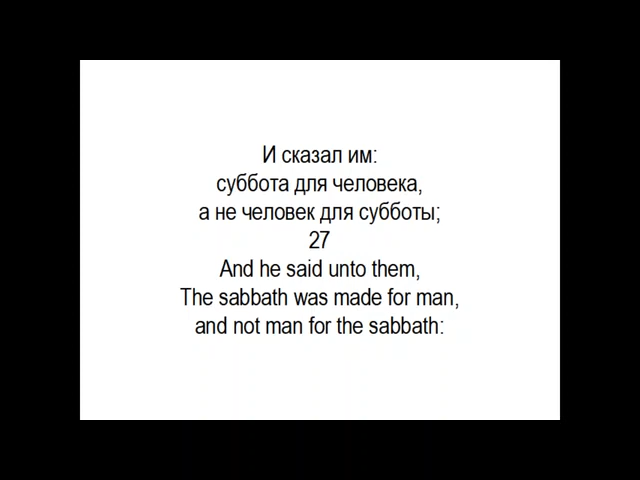 И сказал им:
суббота для человека,
а не человек для субботы;
27
And he said unto them,
The sabbath was made for man,
and not man for the sabbath: